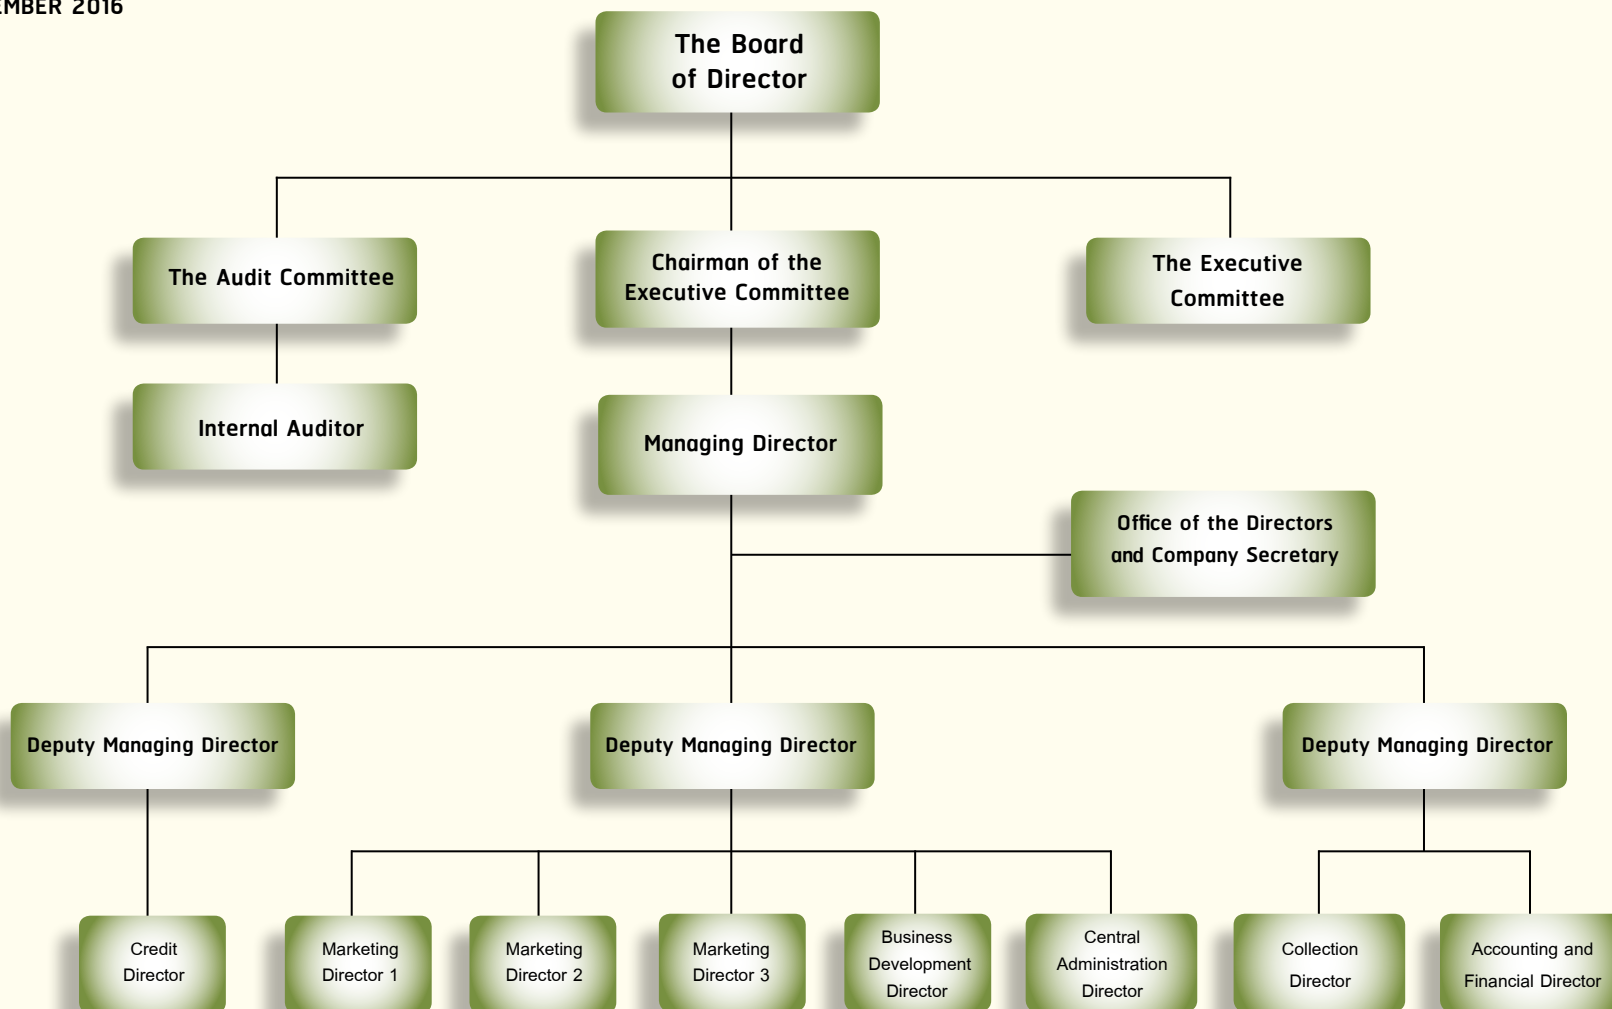 2016
The Board
of Director
The Audit Committee
Chairman of the
Executive Committee
The Executive
Committee
Internal Auditor
Managing Director
Office of the Directors
and Company Secretary
Deputy Managing Director
Deputy Managing Director
Deputy Managing Director
Credit
Director
Marketing
Director 1
Marketing
Director 2
Marketing
Director 3
Business
Development
Director
Central
Administration
Director
Collection
Director
Accounting and
Financial Director